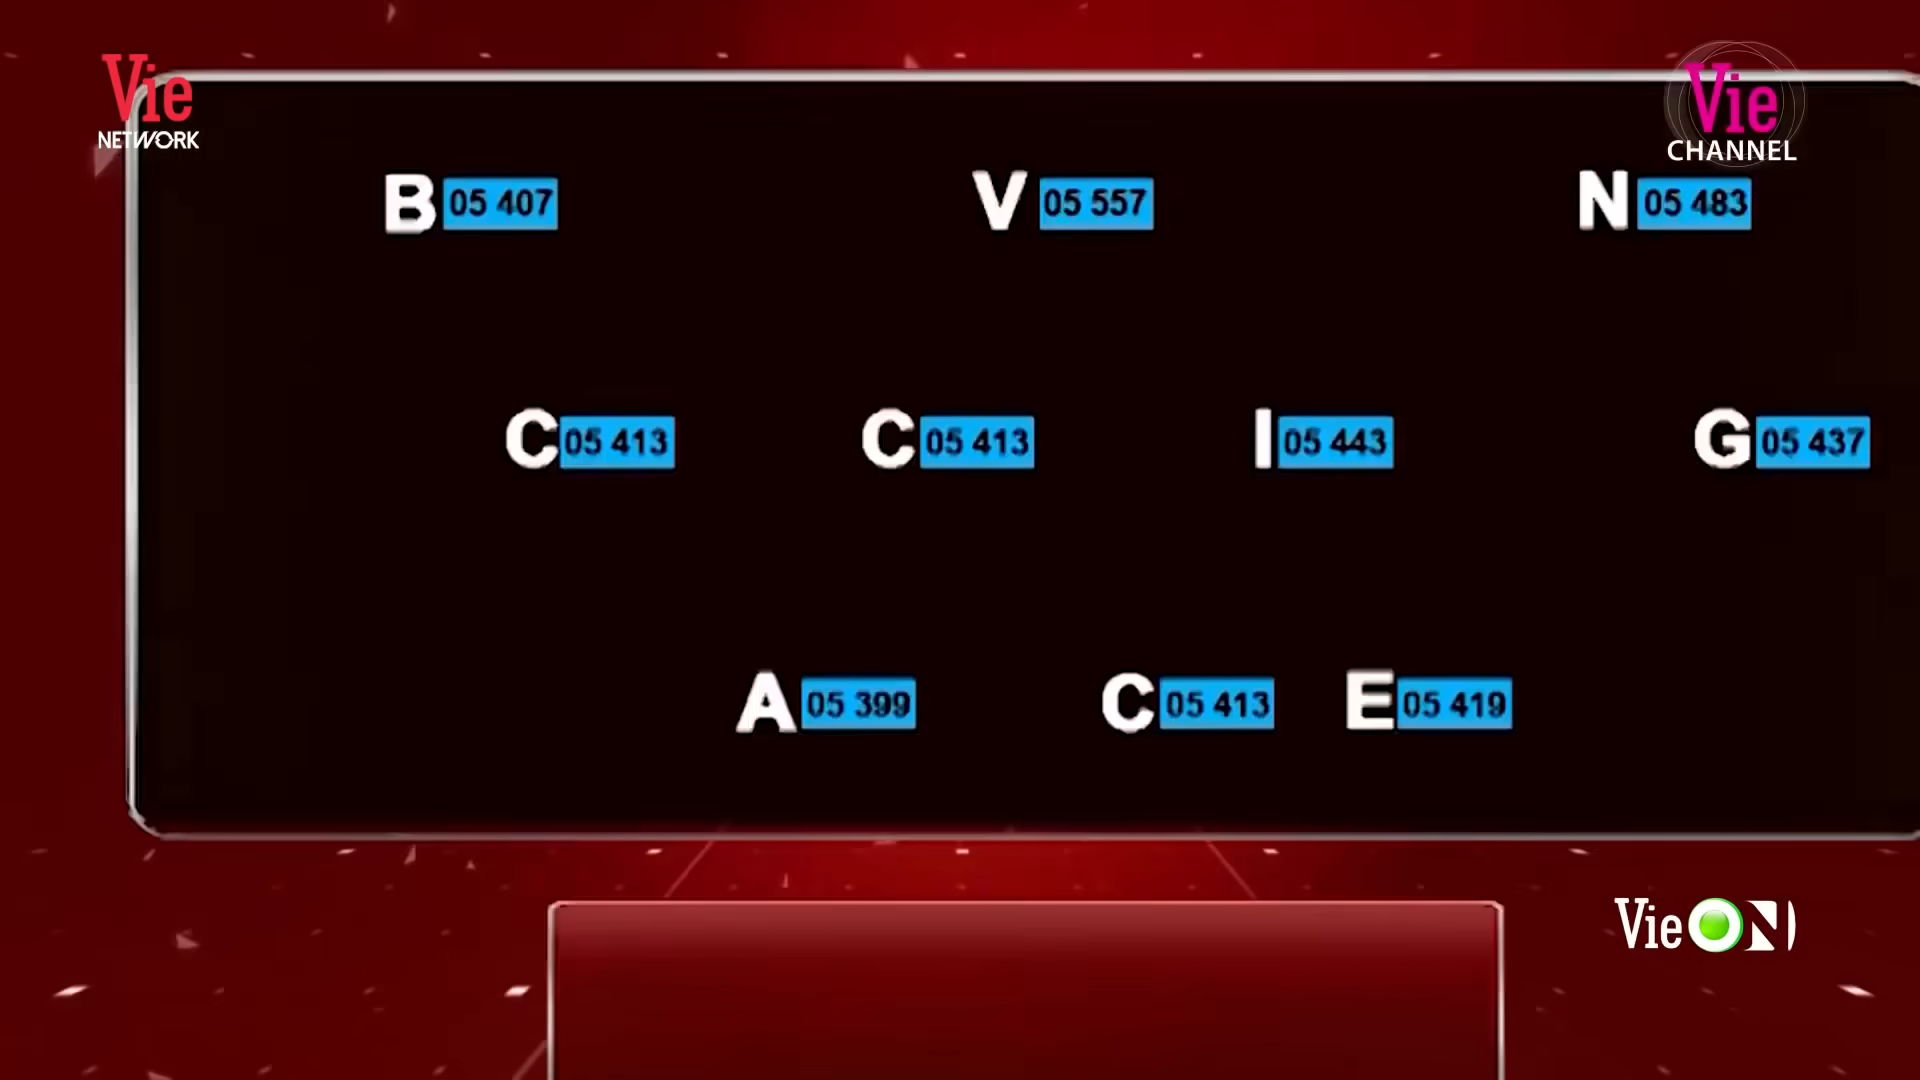 Vie
NETWORK
Vie
CHANNEL
B 05 407 V 05 557 N 05 483
C 05 413 C 05 413 I 05 443 G 05 437
A 05 399 C 05 413 E 05 419
VieON